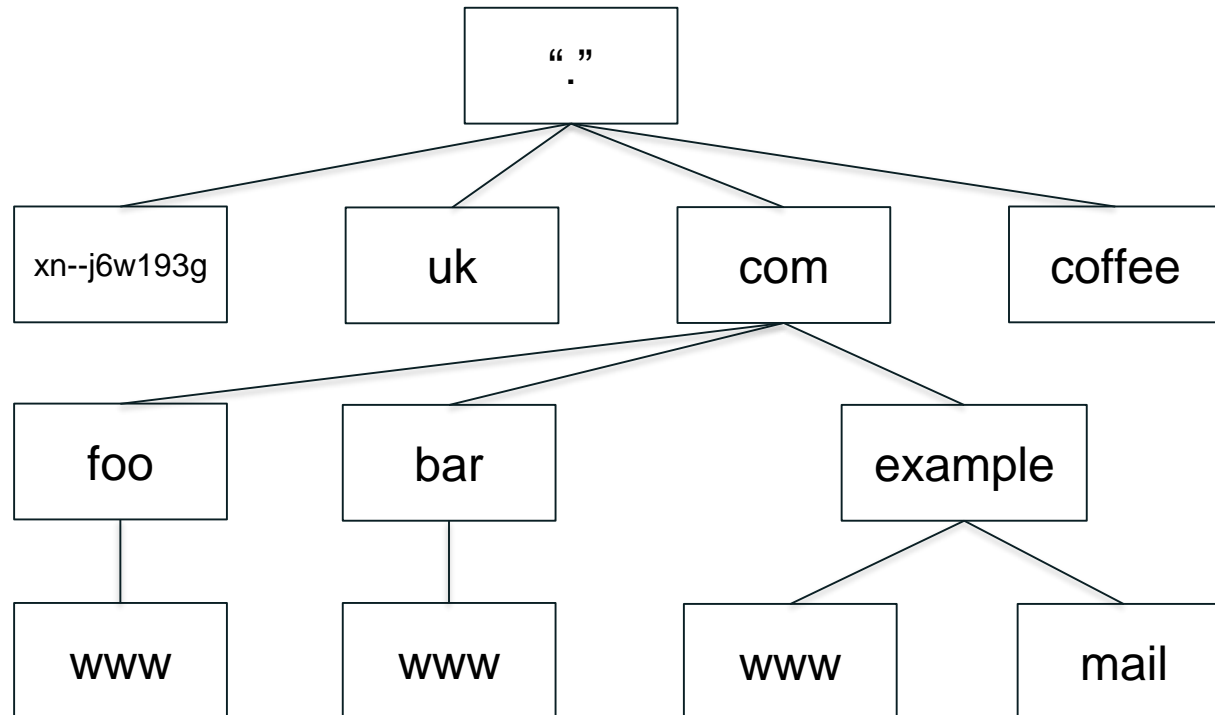 “.”
xn--j6w193g
uk
com
coffee
foo
bar
example
www
www
www
mail